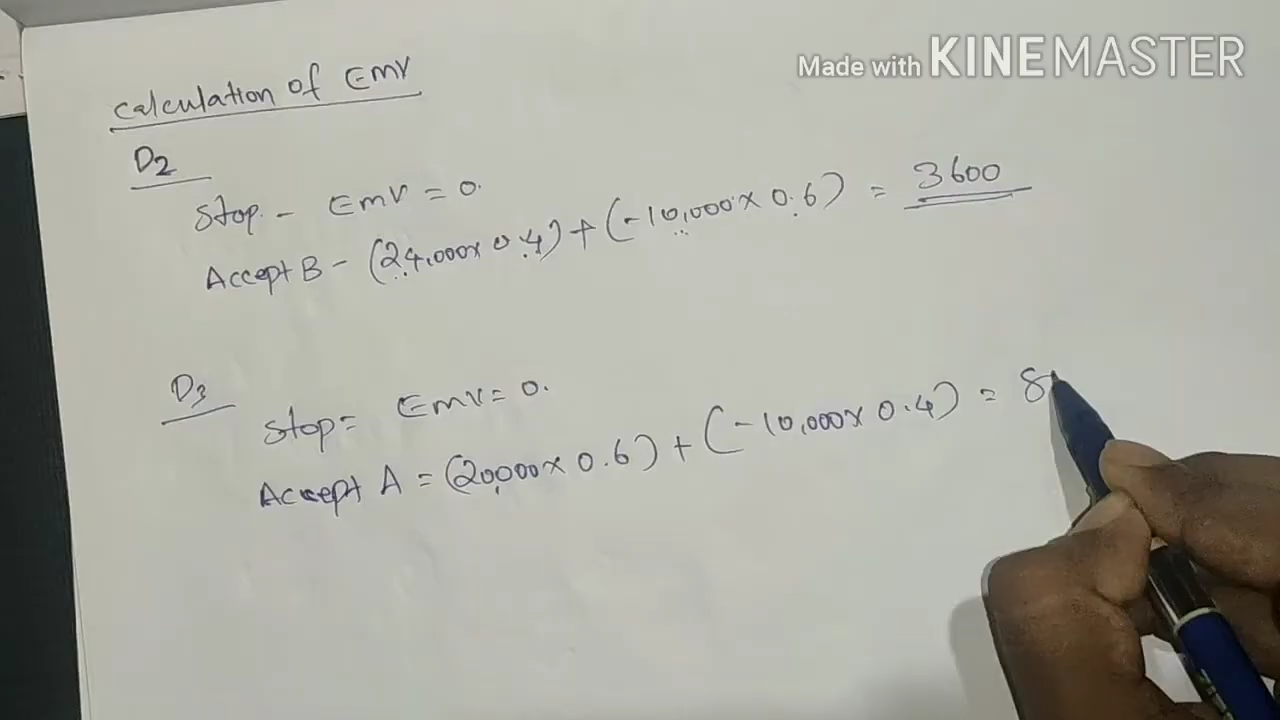 Made with KINEMASTER
Calculation of EMV
D2
Stop - EMV = 0.
Accept B - (24,000 x 0.4) + (-10,000 x 0.6) = 3600
D3
Stop = EMV = 0.
Accept A = (20,000 x 0.6) + (-10,000 x 0.4) = 8